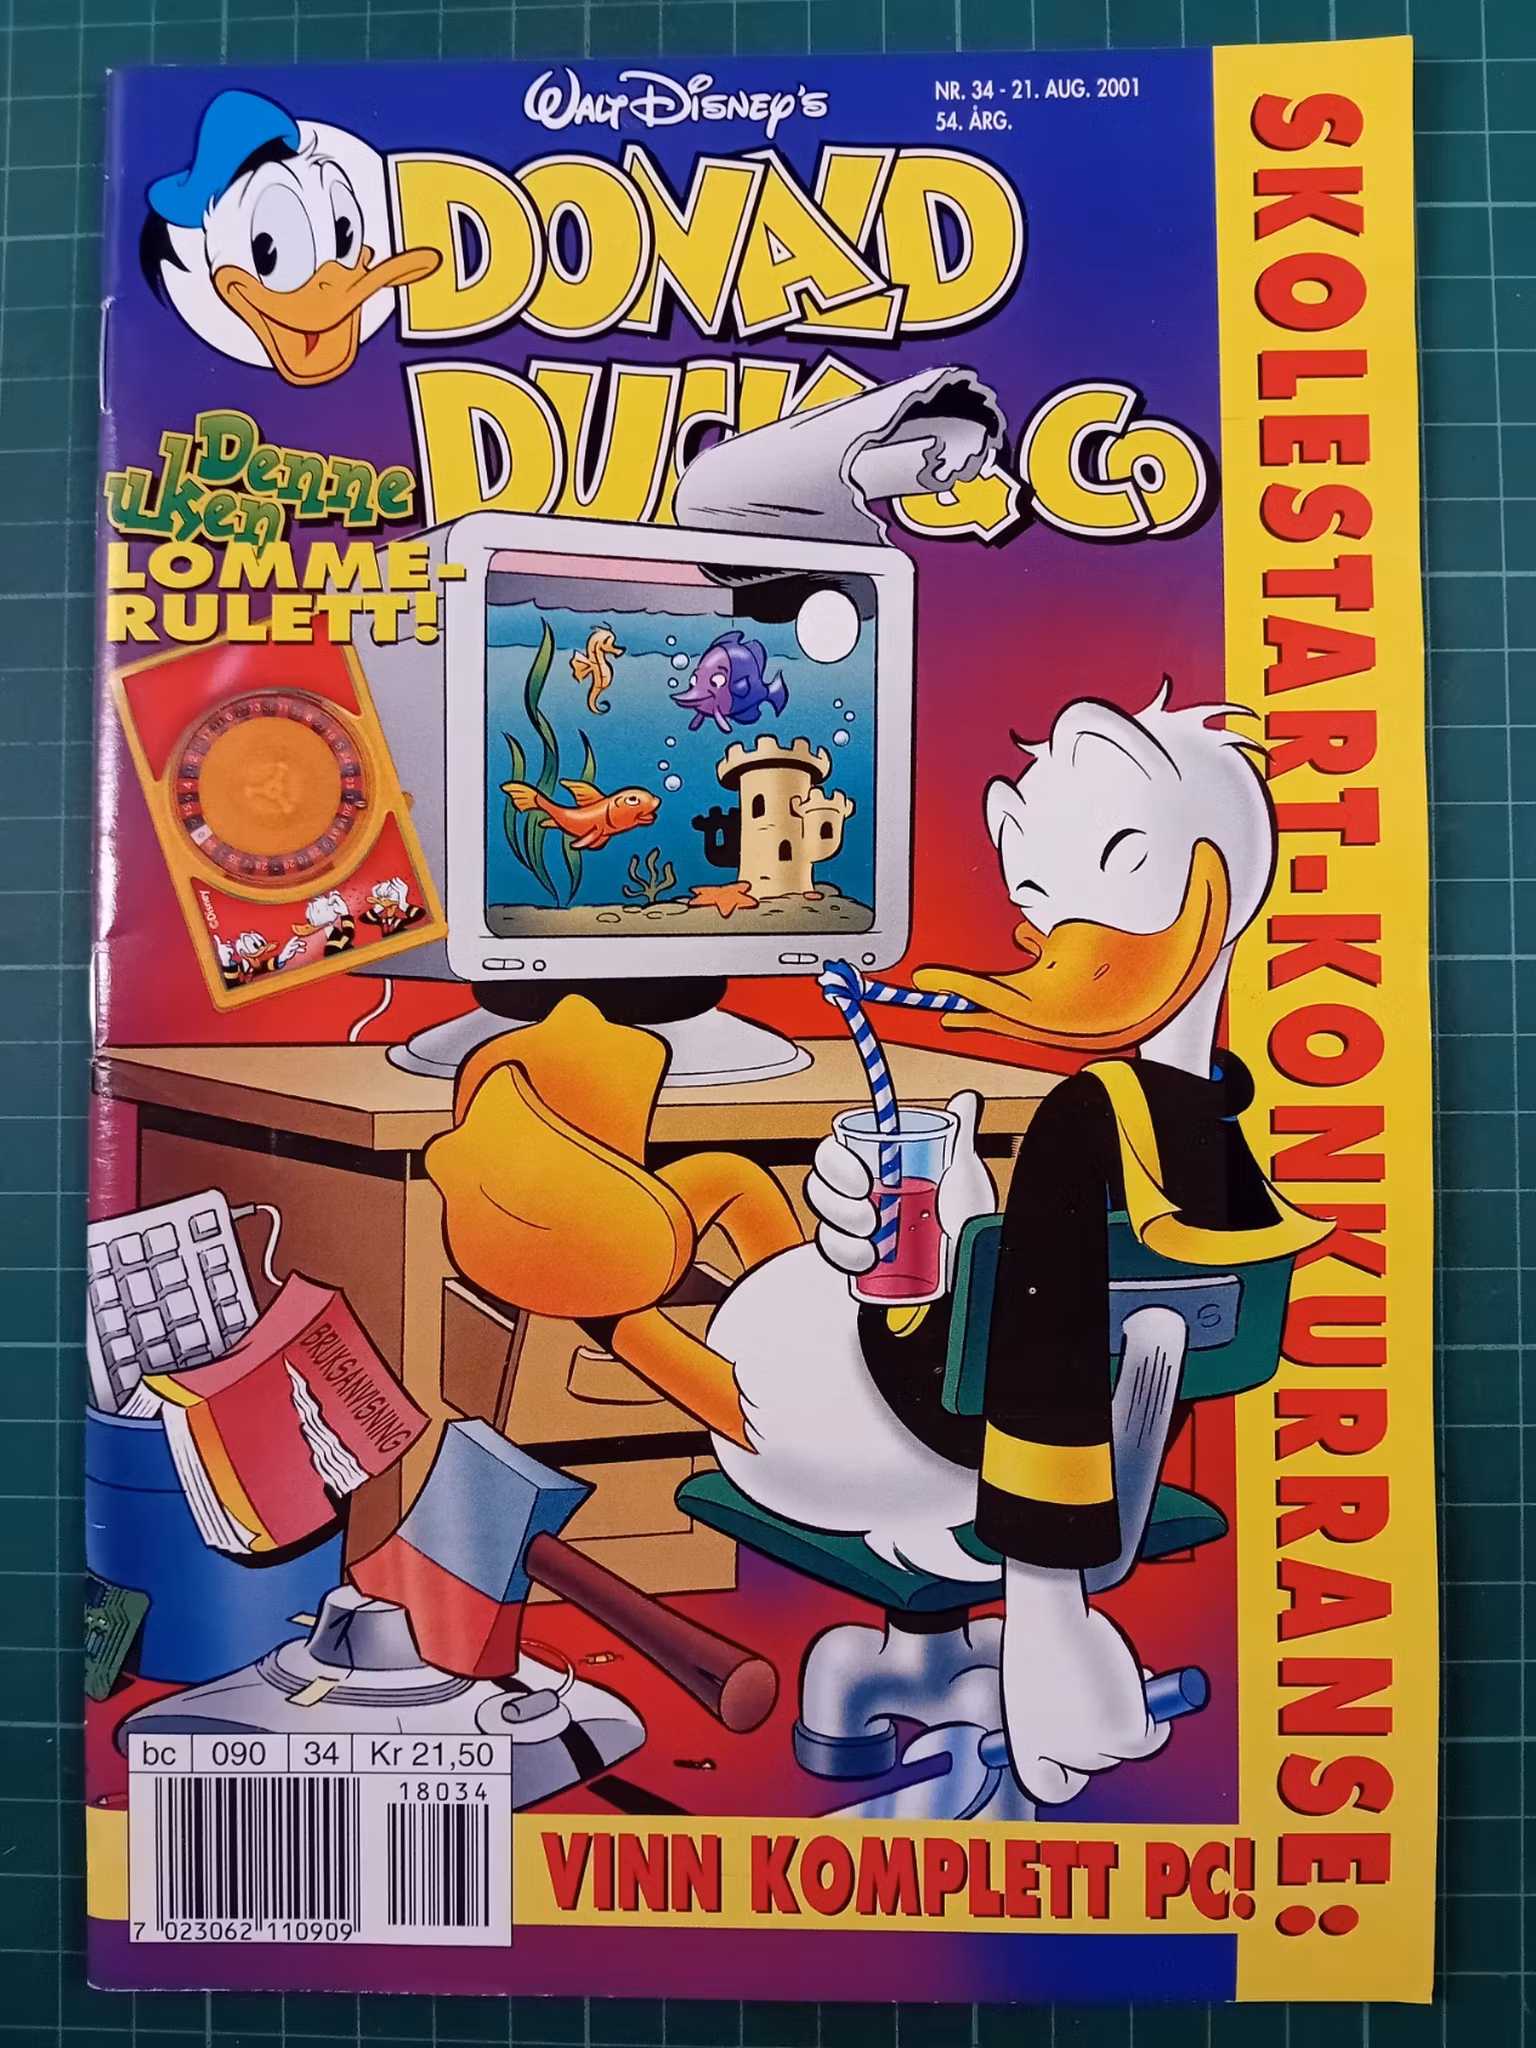 WALT DISNEY'S
NR. 34 - 21. AUG. 2001
54. ÅRG.
DONALD
DUCK & CO
Denne
uken
LOMME-
RULETT!
©Disney
BRUKSANVISNING
SKOLESTART-KONKURRANSE:
VINN KOMPLETT PC!
bc 090 34 Kr 21,50
18034
7 023062 110909